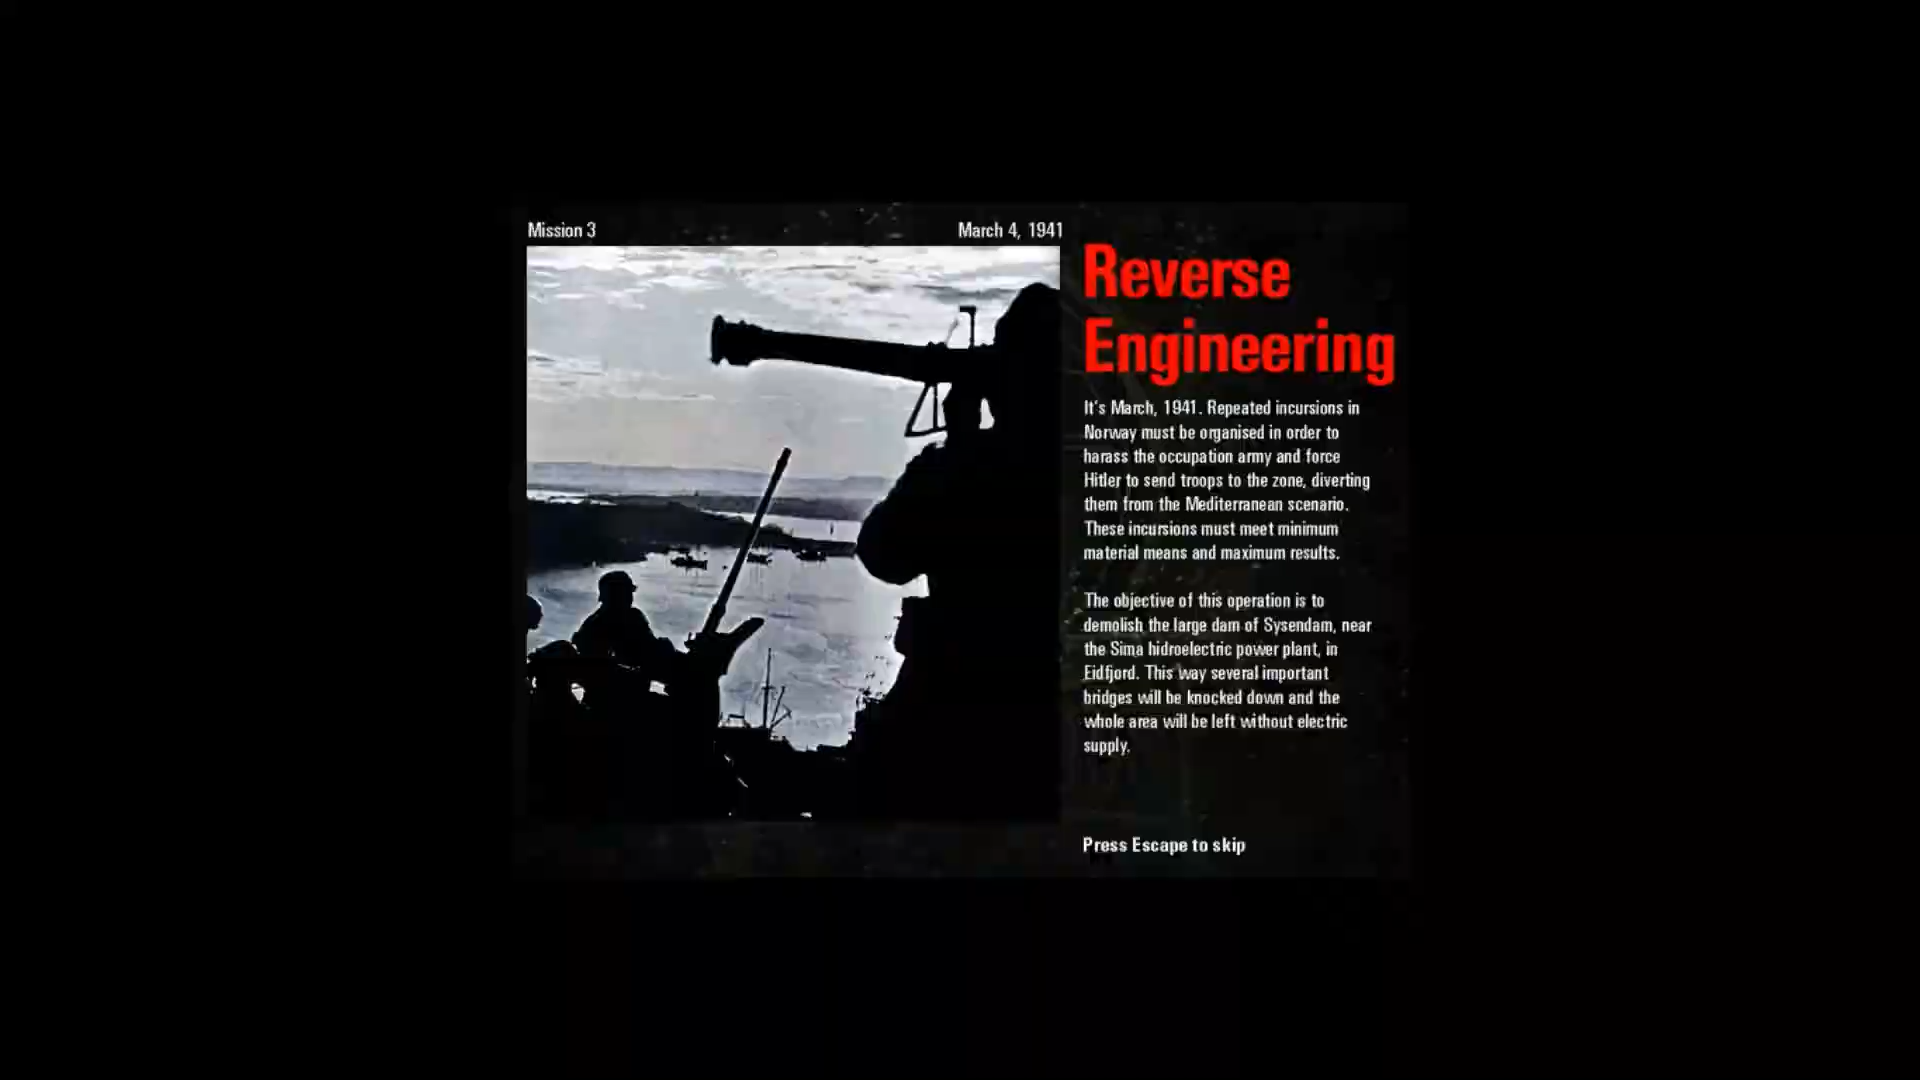 Mission 3
March 4, 1941
Reverse
Engineering
It's March, 1941. Repeated incursions in
Norway must be organised in order to
harass the occupation army and force
Hitler to send troops to the zone, diverting
them from the Mediterranean scenario.
These incursions must meet minimum
material means and maximum results.
The objective of this operation is to
demolish the large dam of Sysendam, near
the Sima hidroelectric power plant, in
Eidfjord. This way several important
bridges will be knocked down and the
whole area will be left without electric
supply.
Press Escape to skip